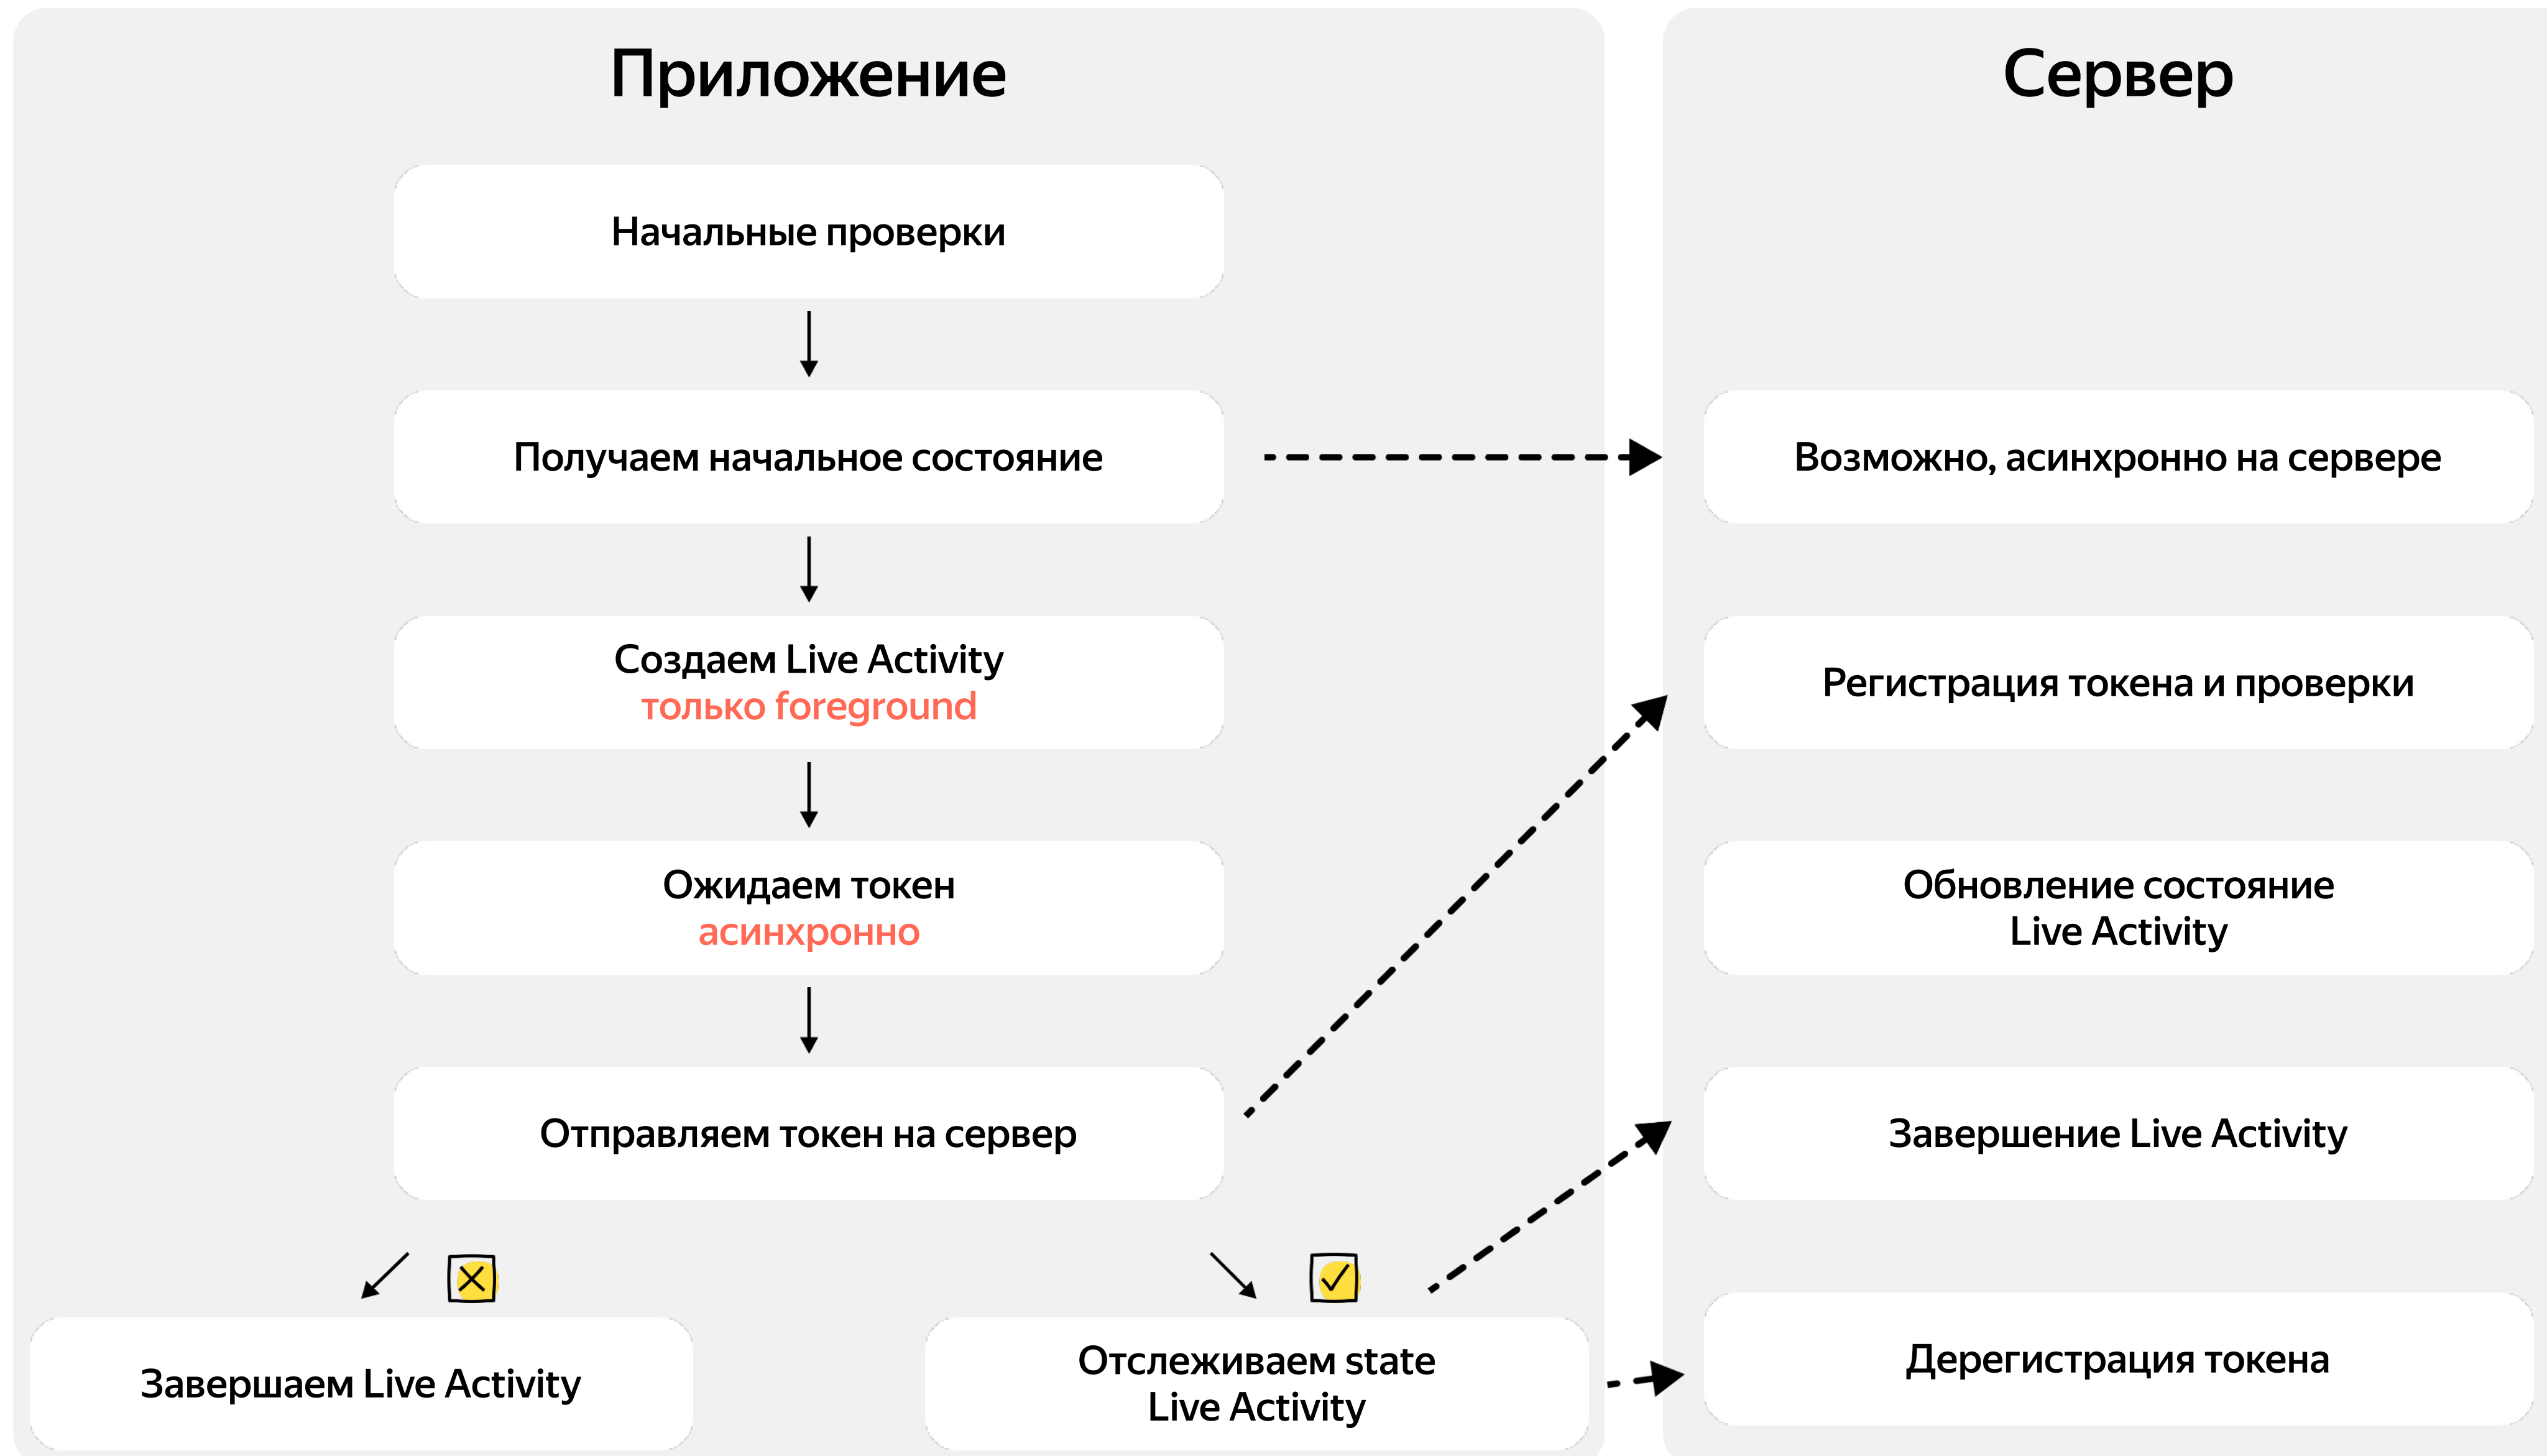 Приложение
Начальные проверки
Получаем начальное состояние
Создаем Live Activity
только foreground
Ожидаем токен
асинхронно
Отправляем токен на сервер
Завершаем Live Activity
Отслеживаем state
Live Activity
Сервер
Возможно, асинхронно на сервере
Регистрация токена и проверки
Обновление состояние
Live Activity
Завершение Live Activity
Дерегистрация токена